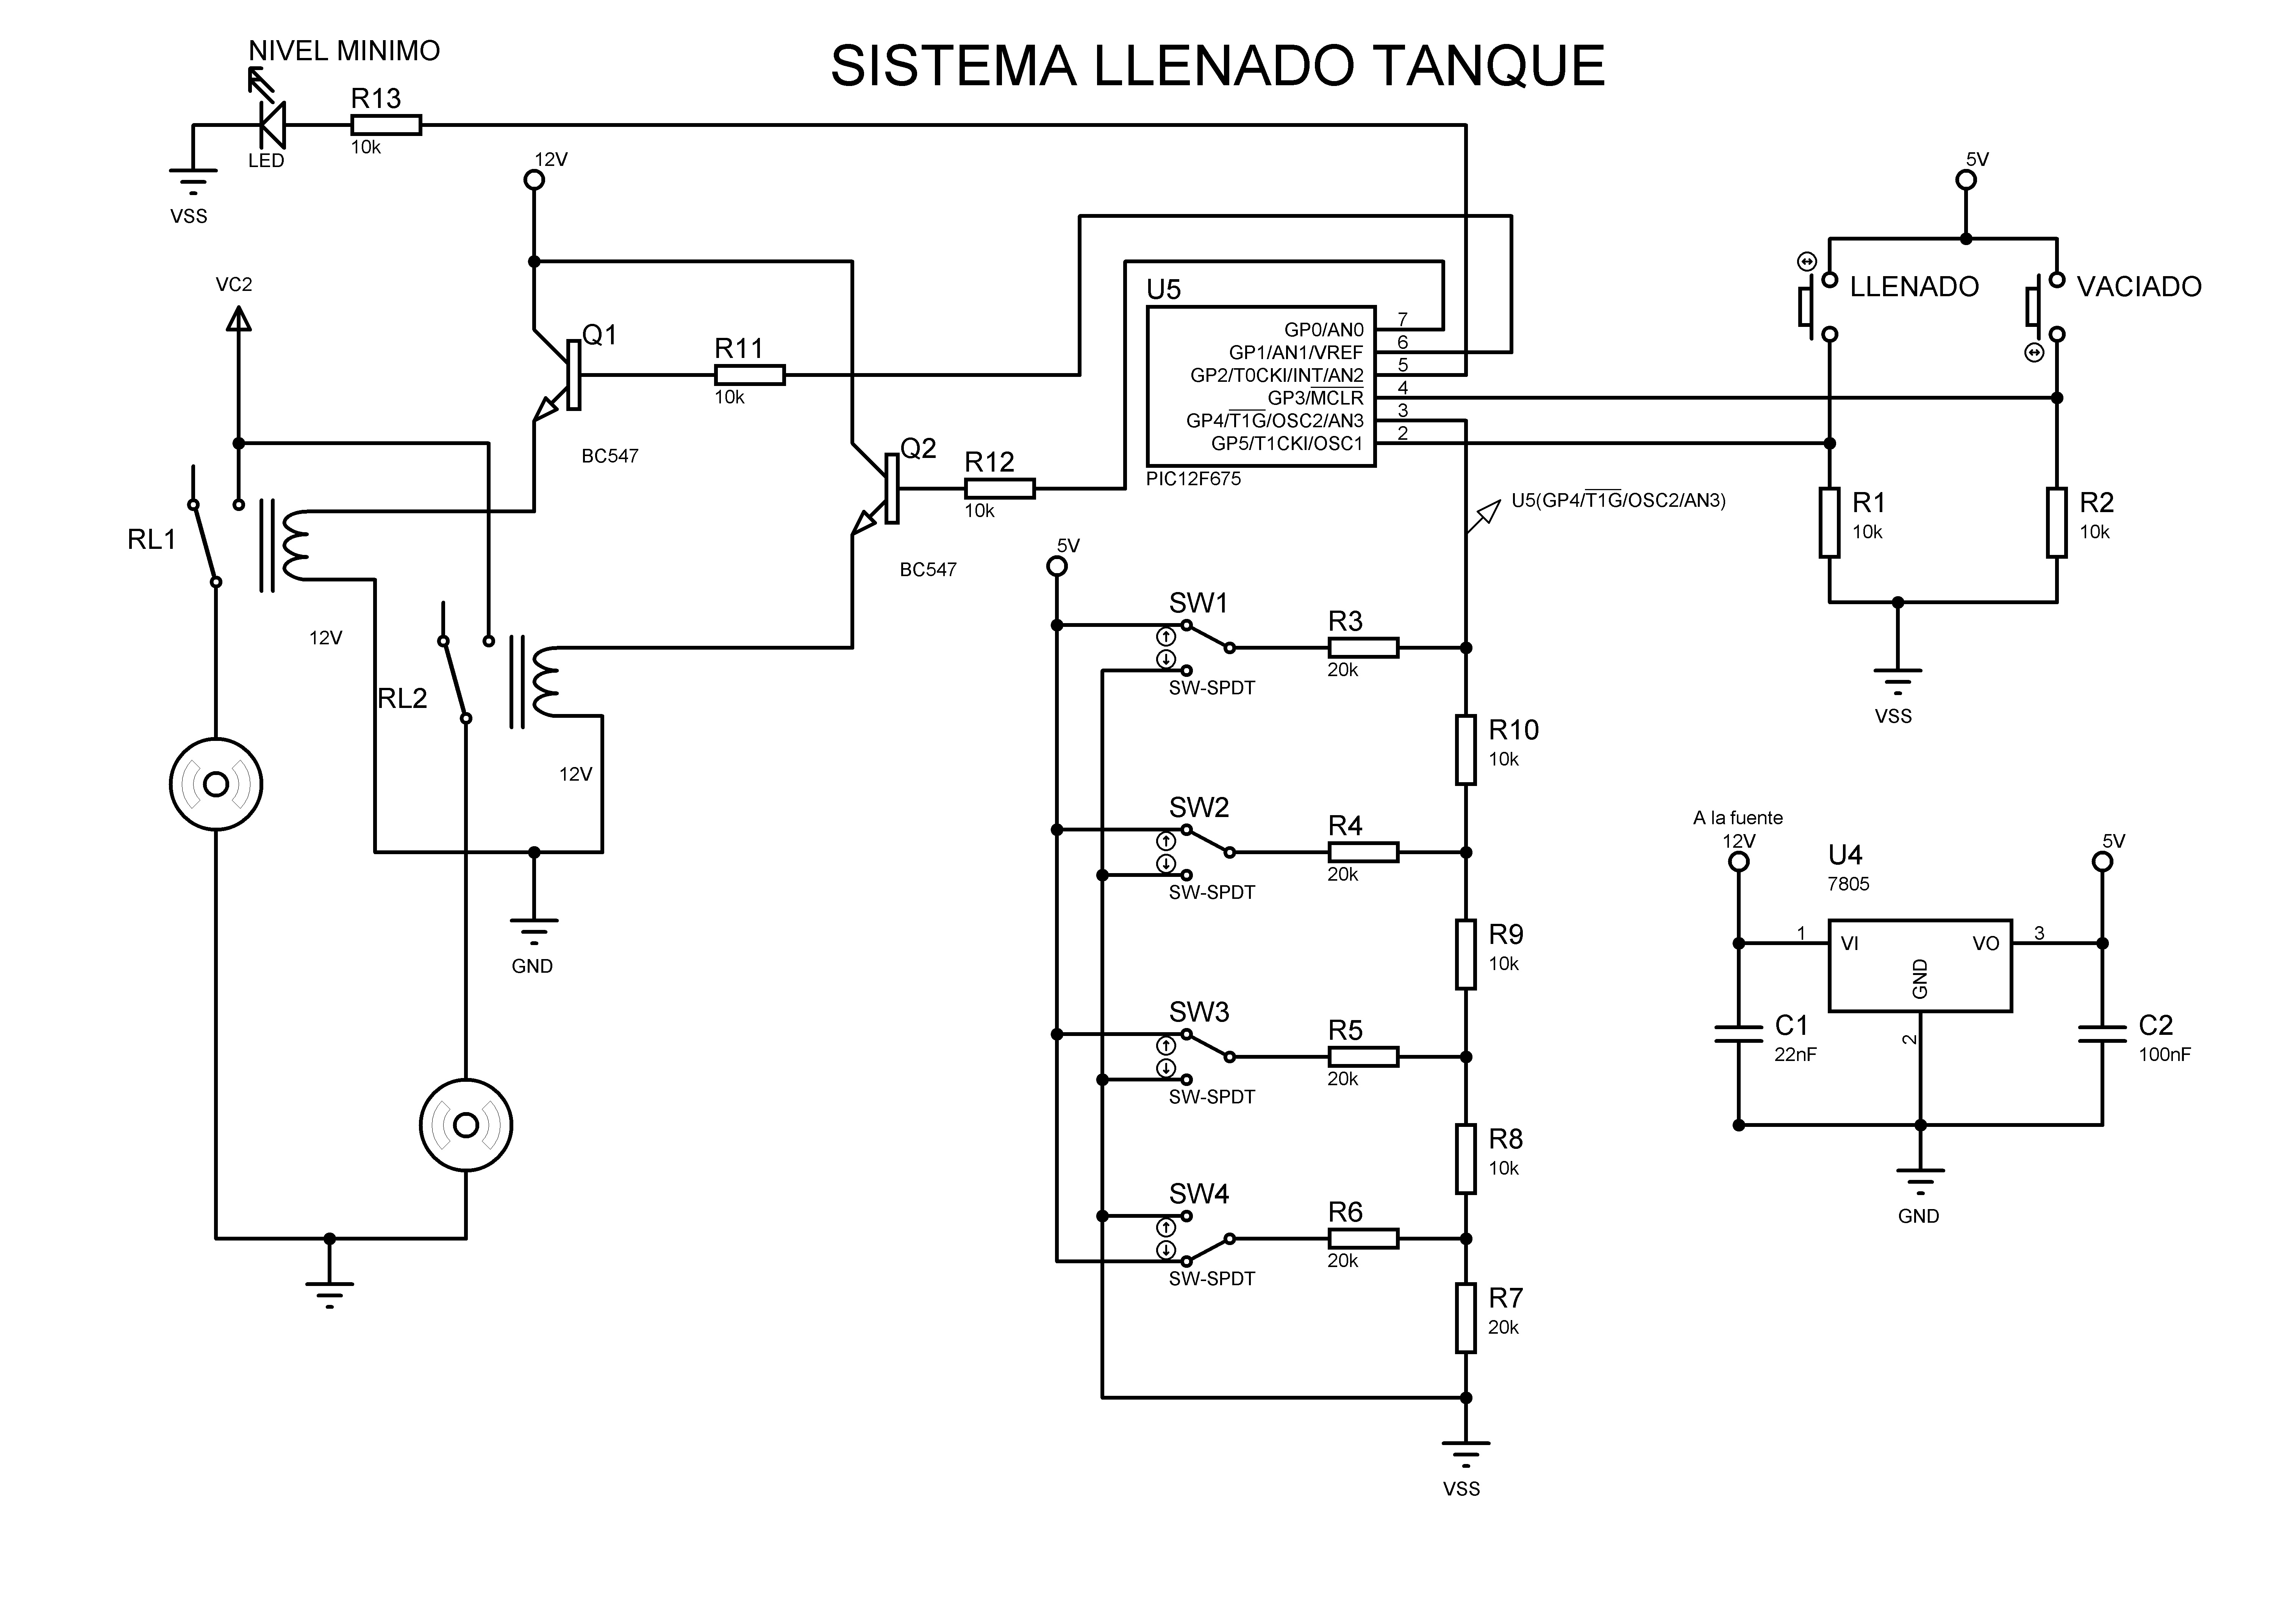 SISTEMA LLENADO TANQUE
NIVEL MINIMO
R13
10k
LED
VSS
12V
VC2
Q1
BC547
R11
10k
Q2
BC547
R12
10k
RL1
12V
RL2
12V
GND
U5
GP0/AN0 7
GP1/AN1/VREF 6
GP2/T0CKI/INT/AN2 5
GP3/MCLR 4
GP4/T1G/OSC2/AN3 3
GP5/T1CKI/OSC1 2
PIC12F675
U5(GP4/T1G/OSC2/AN3)
5V
LLENADO
VACIADO
R1
10k
R2
10k
VSS
5V
SW1
SW-SPDT
R3
20k
R10
10k
SW2
SW-SPDT
R4
20k
R9
10k
SW3
SW-SPDT
R5
20k
R8
10k
SW4
SW-SPDT
R6
20k
R7
20k
VSS
A la fuente
12V
U4
7805
5V
1
VI
VO
3
GND
2
C1
22nF
C2
100nF
GND